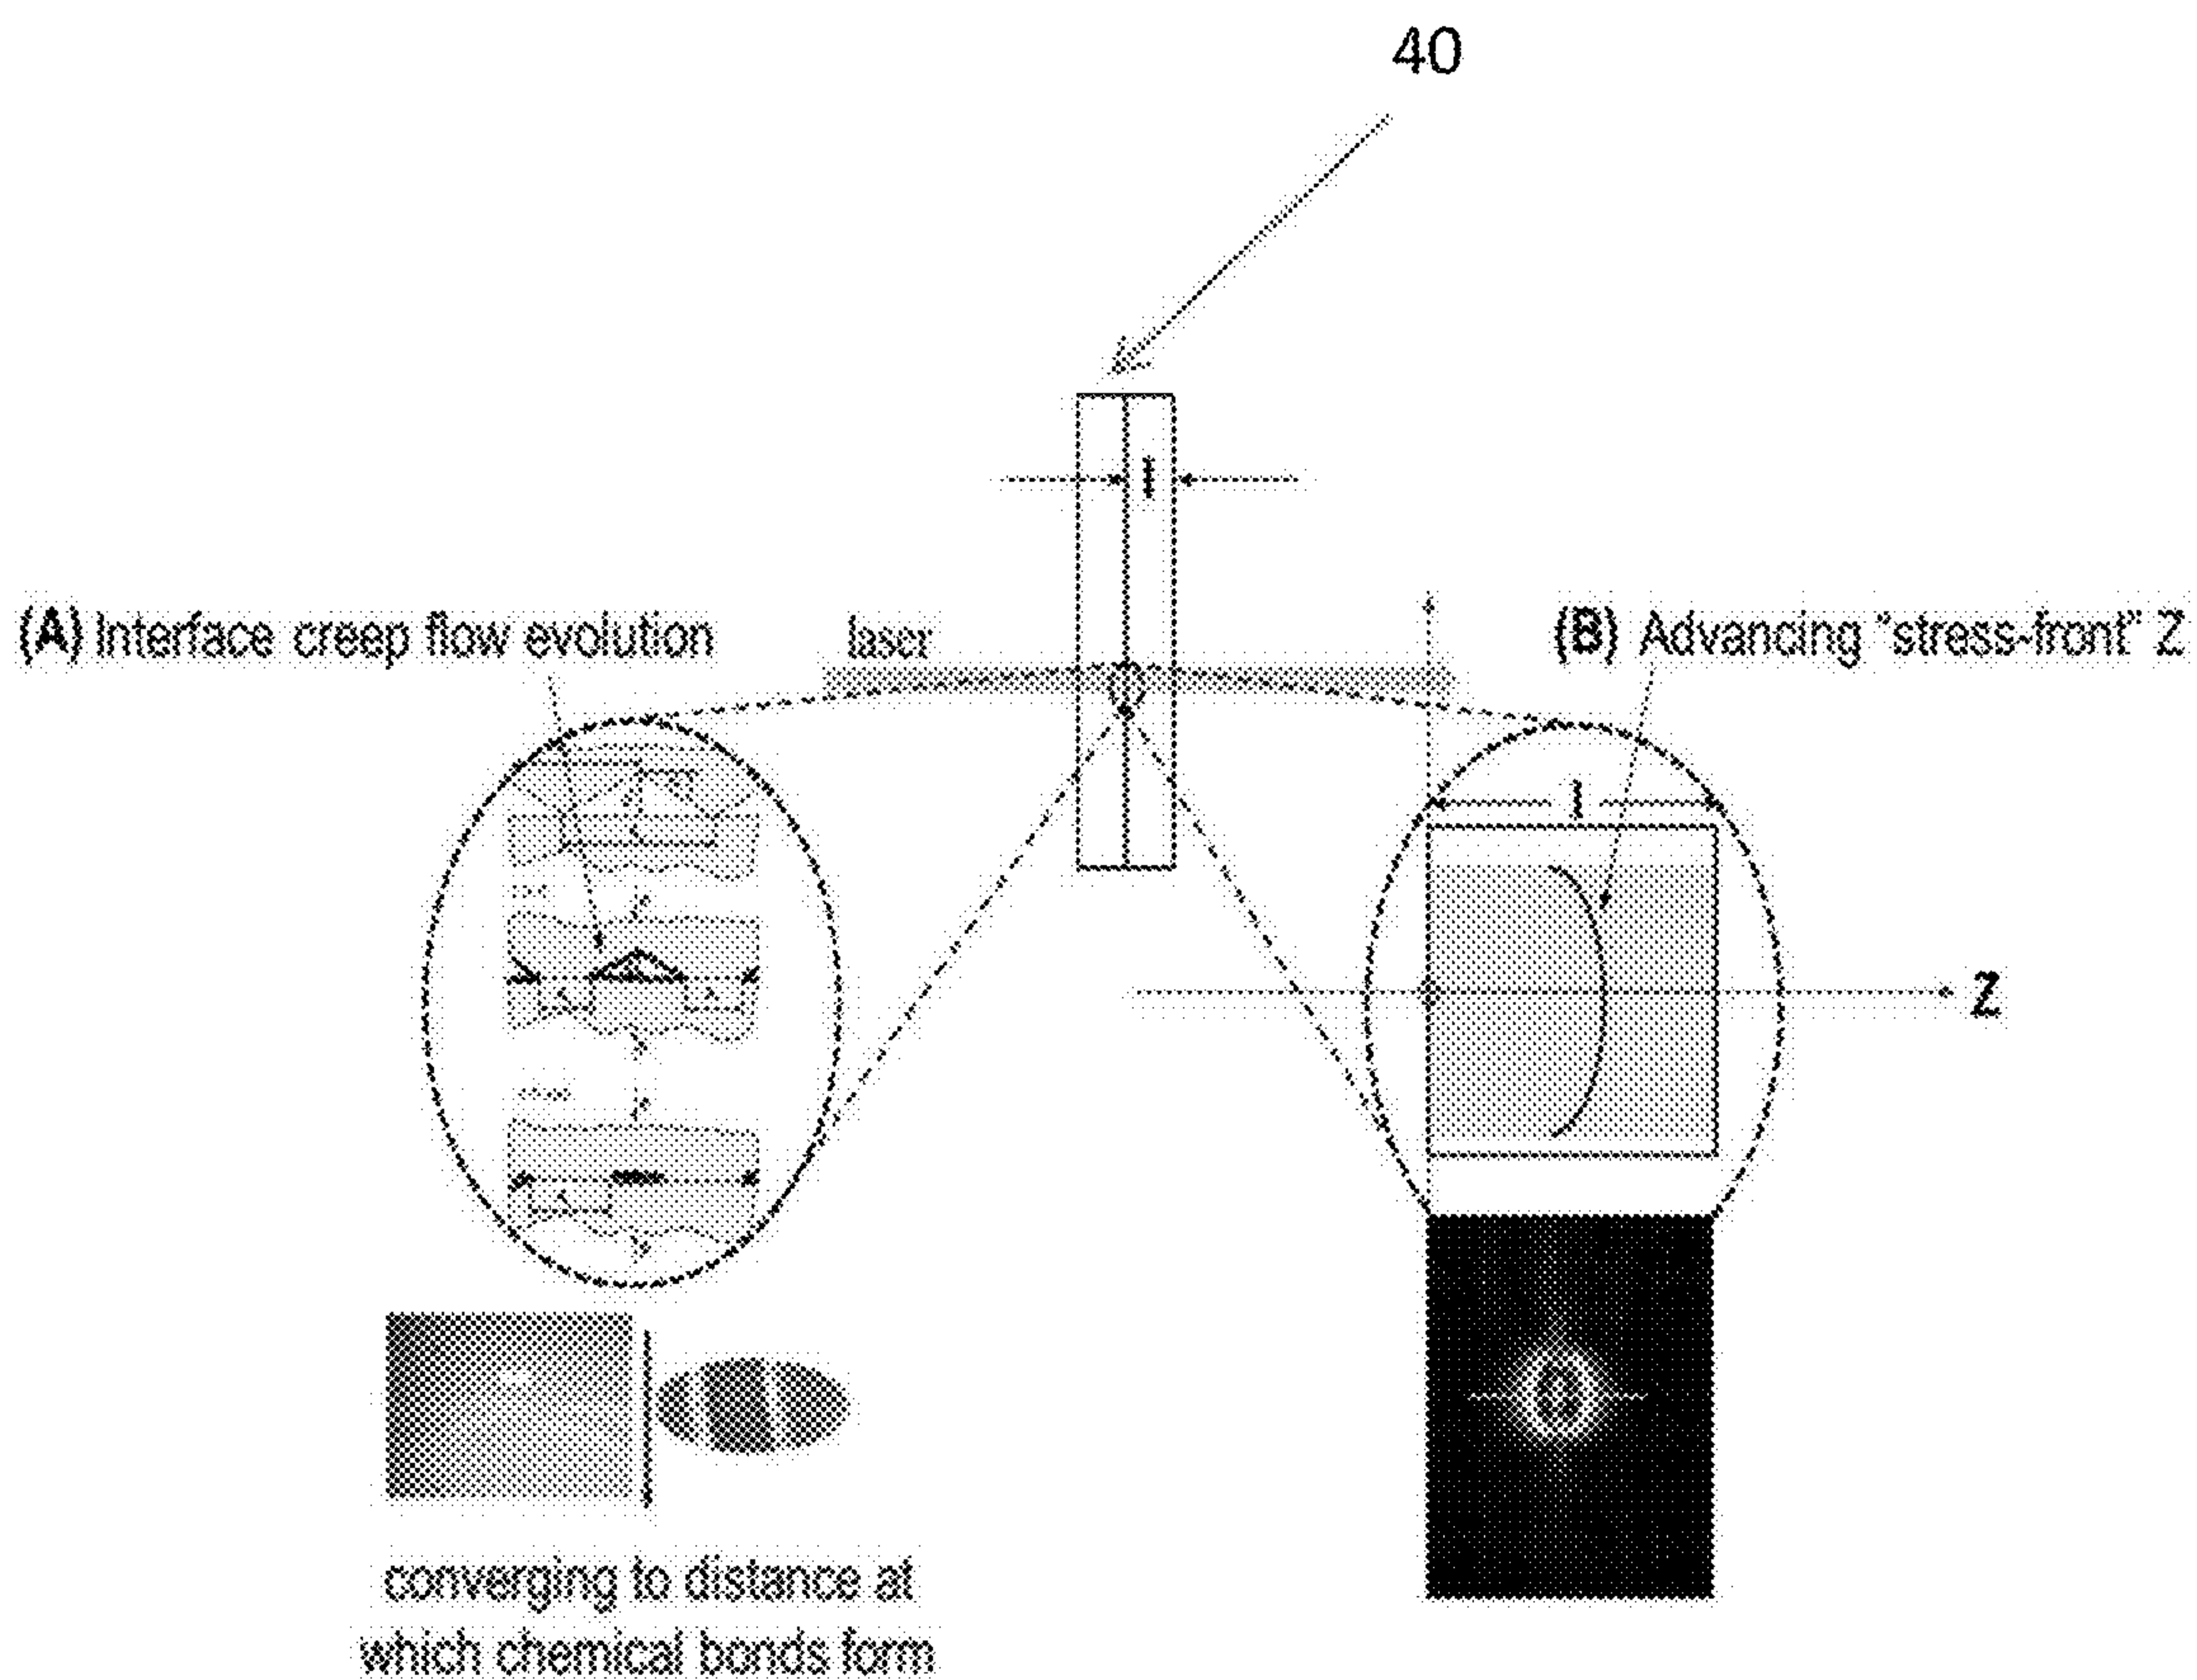 40
l
(A) Interface creep flow evolution
laser
(B) Advancing "stress-front" Z
l
Z
converging to distance at
which chemical bonds form